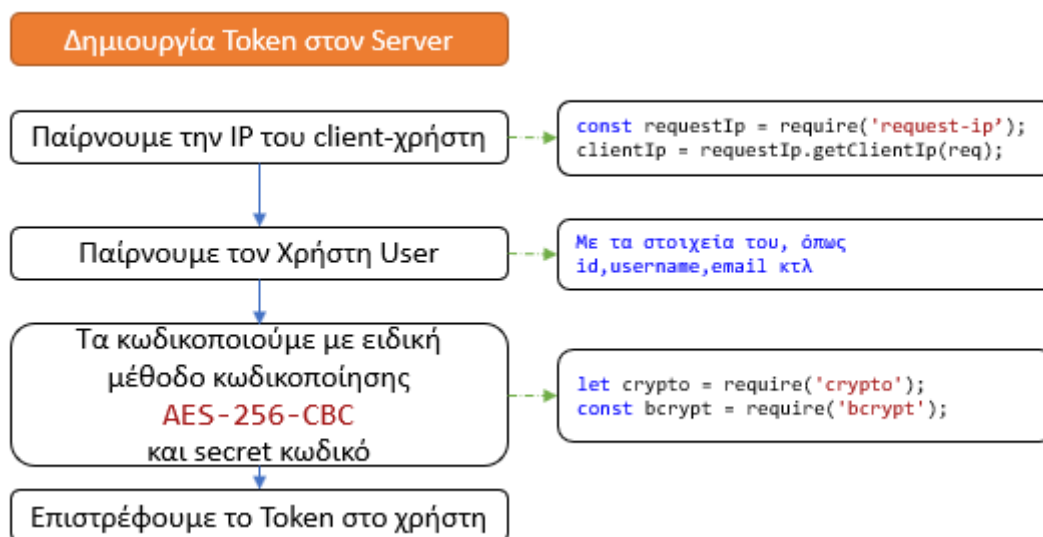 Δημιουργία Token στον Server
Παίρνουμε την IP του client-χρήστη
const requestIp = require('request-ip’);
clientIp = requestIp.getClientIp(req);
Παίρνουμε τον Χρήστη User
Με τα στοιχεία του, όπως
id,username,email κτλ
Τα κωδικοποιούμε με ειδική
μέθοδο κωδικοποίησης
AES-256-CBC
και secret κωδικό
let crypto = require('crypto');
const bcrypt = require('bcrypt');
Επιστρέφουμε το Token στο χρήστη